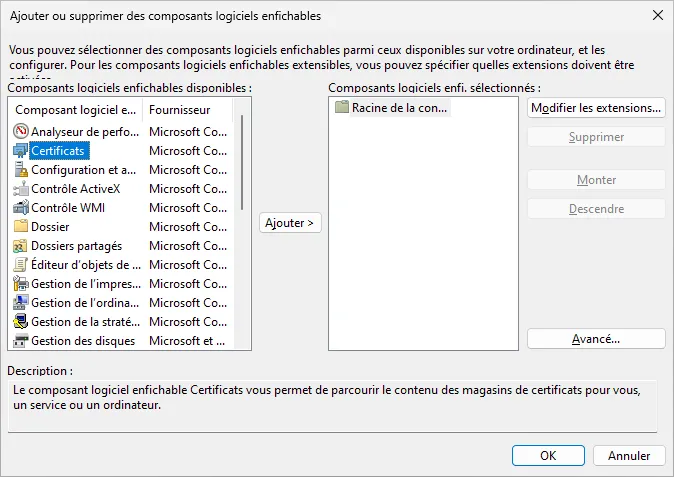 Ajouter ou supprimer des composants logiciels enfichables
Vous pouvez sélectionner des composants logiciels enfichables parmi ceux disponibles sur votre ordinateur, et les
configurer. Pour les composants logiciels enfichables extensibles, vous pouvez spécifier quelles extensions doivent être
activées.
Composants logiciels enfichables disponibles :
Composant logiciel e... Fournisseur
Analyseur de perfo... Microsoft Co...
Certificats Microsoft Co...
Configuration et a... Microsoft Co...
Contrôle ActiveX Microsoft Co...
Contrôle WMI Microsoft Co...
Dossier Microsoft Co...
Dossiers partagés Microsoft Co...
Éditeur d'objets de ... Microsoft Co...
Gestion de l'impres... Microsoft Co...
Gestion de l'ordina... Microsoft Co...
Gestion de la straté... Microsoft Co...
Gestion des disques Microsoft et ...
Ajouter >
Composants logiciels enfi. sélectionnés :
Racine de la con...
Modifier les extensions...
Supprimer
Monter
Descendre
Avancé...
Description :
Le composant logiciel enfichable Certificats vous permet de parcourir le contenu des magasins de certificats pour vous,
un service ou un ordinateur.
OK
Annuler